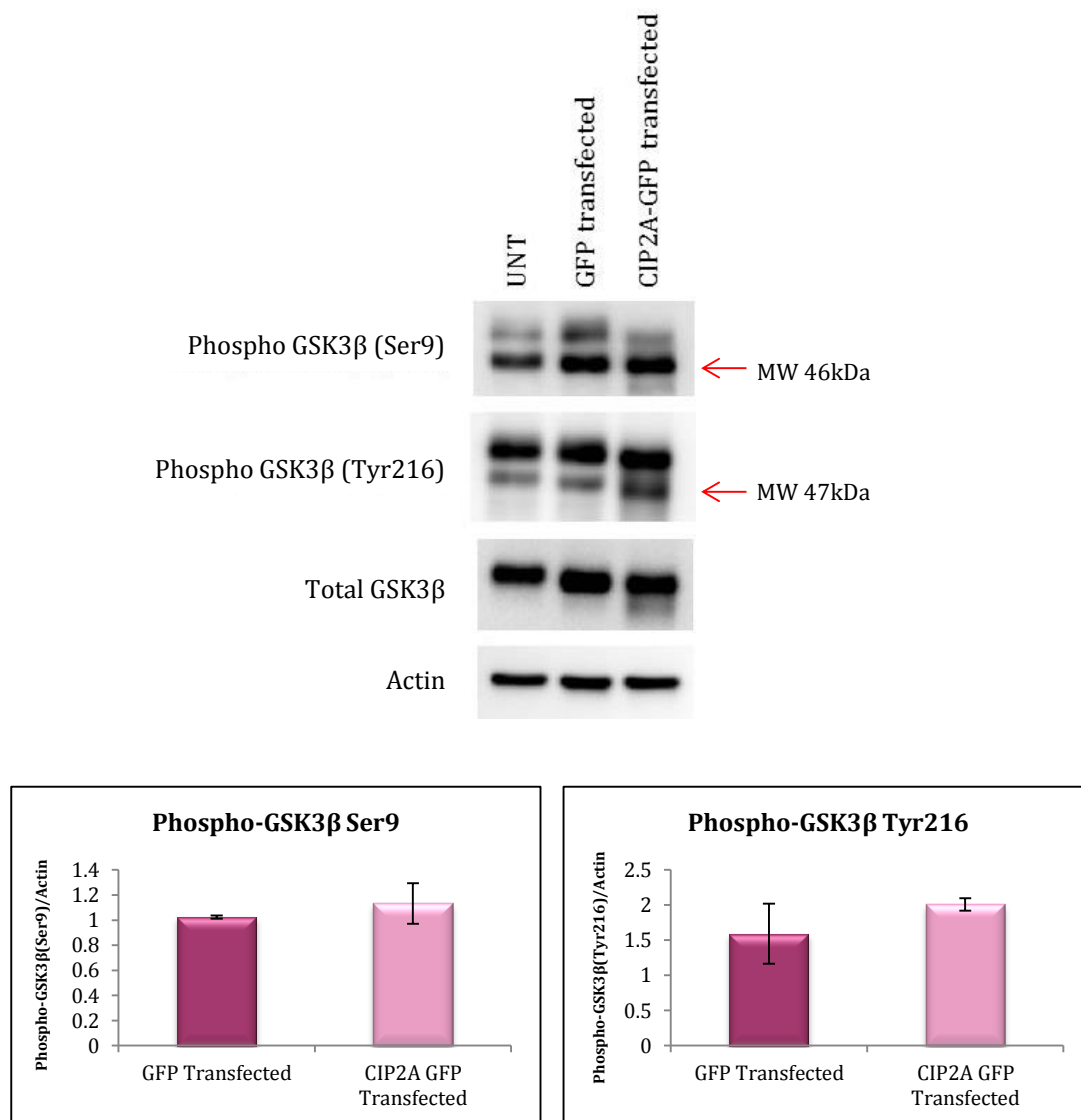 UNT
GFP transfected
CIP2A-GFP transfected
Phospho GSK3β (Ser9)
MW 46kDa
Phospho GSK3β (Tyr216)
MW 47kDa
Total GSK3β
Actin
Phospho-GSK3β Ser9
Phospho-GSK3β(Ser9)/Actin
1.4
1.2
1
0.8
0.6
0.4
0.2
0
GFP Transfected
CIP2A GFP
Transfected
Phospho-GSK3β Tyr216
Phospho-GSK3β(Tyr216)/Actin
2.5
2
1.5
1
0.5
0
GFP Transfected
CIP2A GFP
Transfected